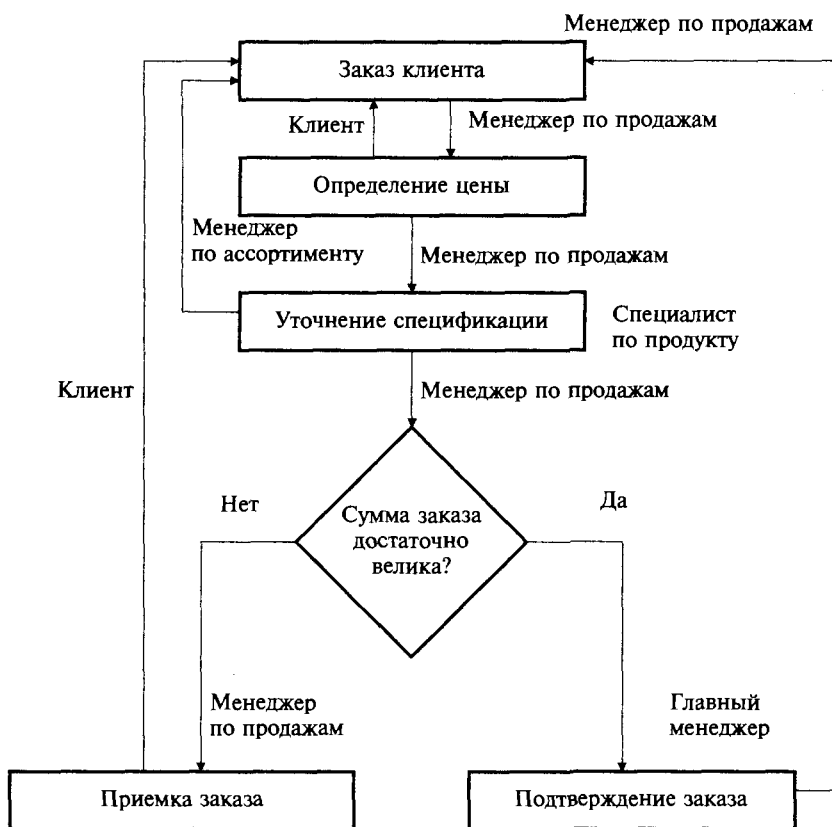 Менеджер по продажам
Заказ клиента
Клиент
Менеджер по продажам
Определение цены
Менеджер
по ассортименту
Менеджер по продажам
Уточнение спецификации
Специалист
по продукту
Клиент
Менеджер по продажам
Нет
Да
Сумма заказа
достаточно
велика?
Менеджер
по продажам
Главный
менеджер
Приемка заказа
Подтверждение заказа